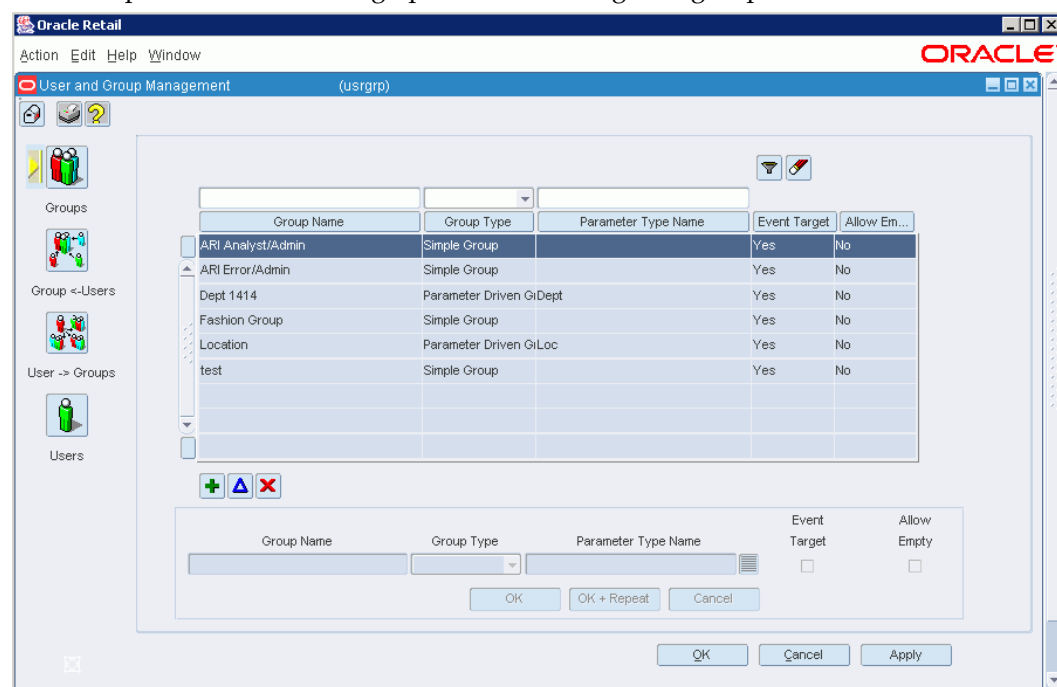 Oracle Retail
Action Edit Help Window
ORACLE
User and Group Management (usrgrp)
Groups
Group Name Group Type Parameter Type Name Event Target Allow Em...
ARI Analyst/Admin Simple Group Yes No
ARI Error/Admin Simple Group Yes No
Group <-Users
Dept 1414 Parameter Driven Gr Dept Yes No
Fashion Group Simple Group Yes No
Location Parameter Driven Gr Loc Yes No
User -> Groups
test Simple Group Yes No
Users
Event Allow
Group Name Group Type Parameter Type Name Target Empty
OK OK + Repeat Cancel
OK Cancel Apply